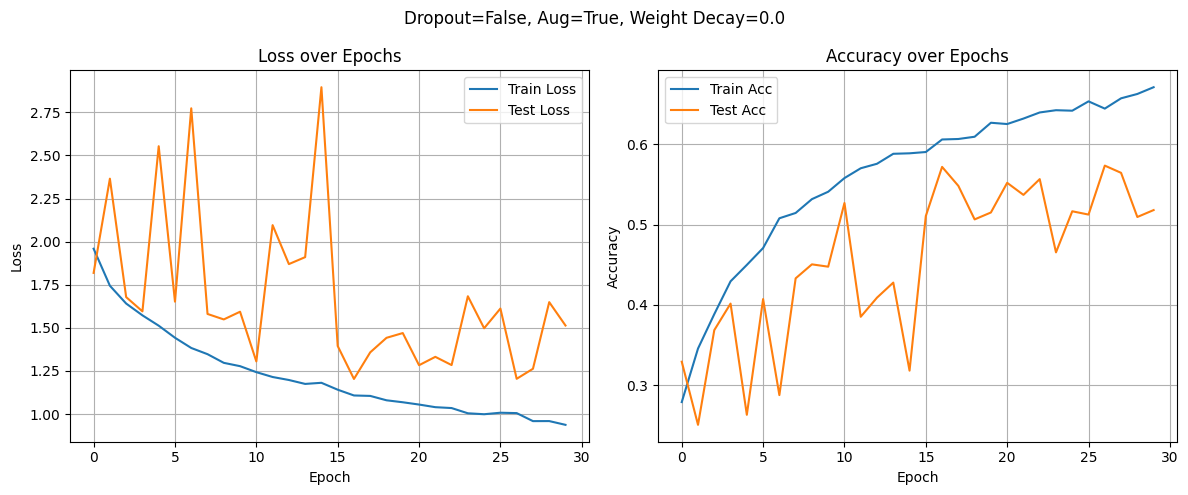 Dropout=False, Aug=True, Weight Decay=0.0
Loss over Epochs
Train Loss
Test Loss
2.75
2.50
2.25
2.00
1.75
1.50
1.25
1.00
Loss
0 5 10 15 20 25 30
Epoch
Accuracy over Epochs
Train Acc
Test Acc
0.6
0.5
0.4
0.3
Accuracy
0 5 10 15 20 25 30
Epoch